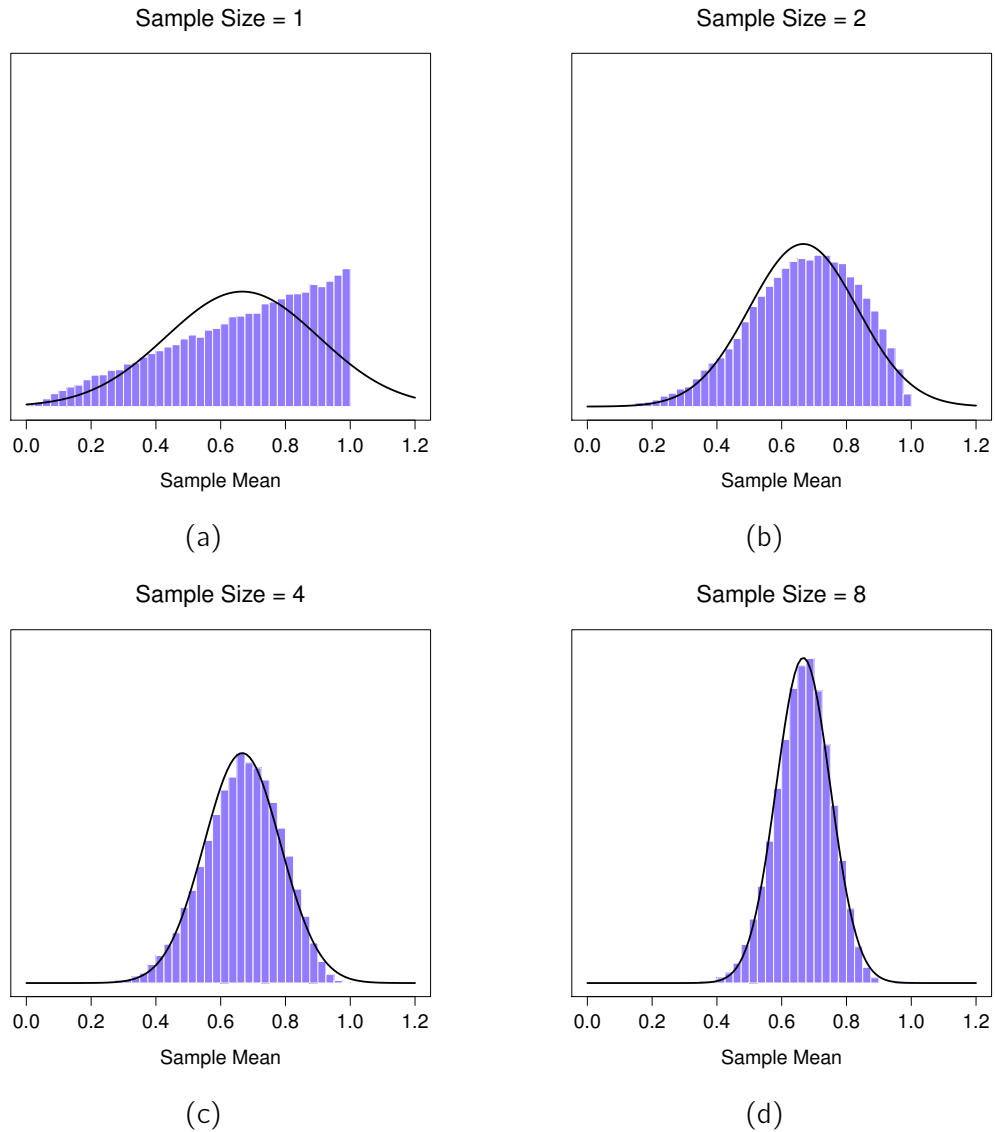 Sample Size = 1
0.0 0.2 0.4 0.6 0.8 1.0 1.2
Sample Mean
(a)
Sample Size = 2
0.0 0.2 0.4 0.6 0.8 1.0 1.2
Sample Mean
(b)
Sample Size = 4
0.0 0.2 0.4 0.6 0.8 1.0 1.2
Sample Mean
(c)
Sample Size = 8
0.0 0.2 0.4 0.6 0.8 1.0 1.2
Sample Mean
(d)